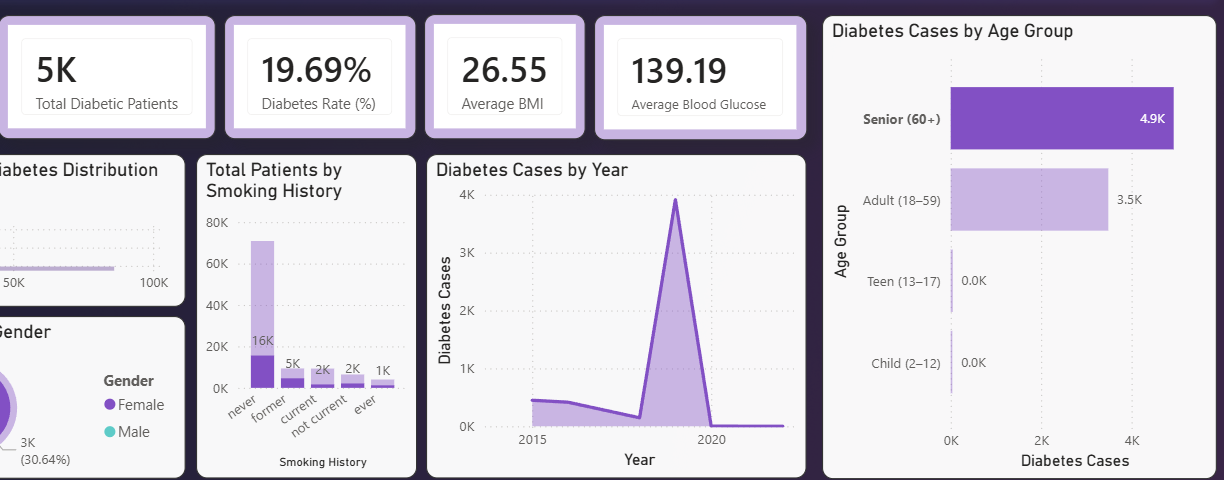 5K
Total Diabetic Patients
19.69%
Diabetes Rate (%)
26.55
Average BMI
139.19
Average Blood Glucose
iabetes Distribution
50K
100K
Gender
Gender
Female
Male
3K
(30.64%)
Total Patients by
Smoking History
80K
60K
40K
20K
0K
16K
5K
2K
2K
1K
never
former
current
not current
ever
Smoking History
Diabetes Cases by Year
Diabetes Cases
4K
3K
2K
1K
0K
2015
2020
Year
Diabetes Cases by Age Group
Age Group
Senior (60+)
4.9K
Adult (18–59)
3.5K
Teen (13–17)
0.0K
Child (2–12)
0.0K
0K
2K
4K
Diabetes Cases